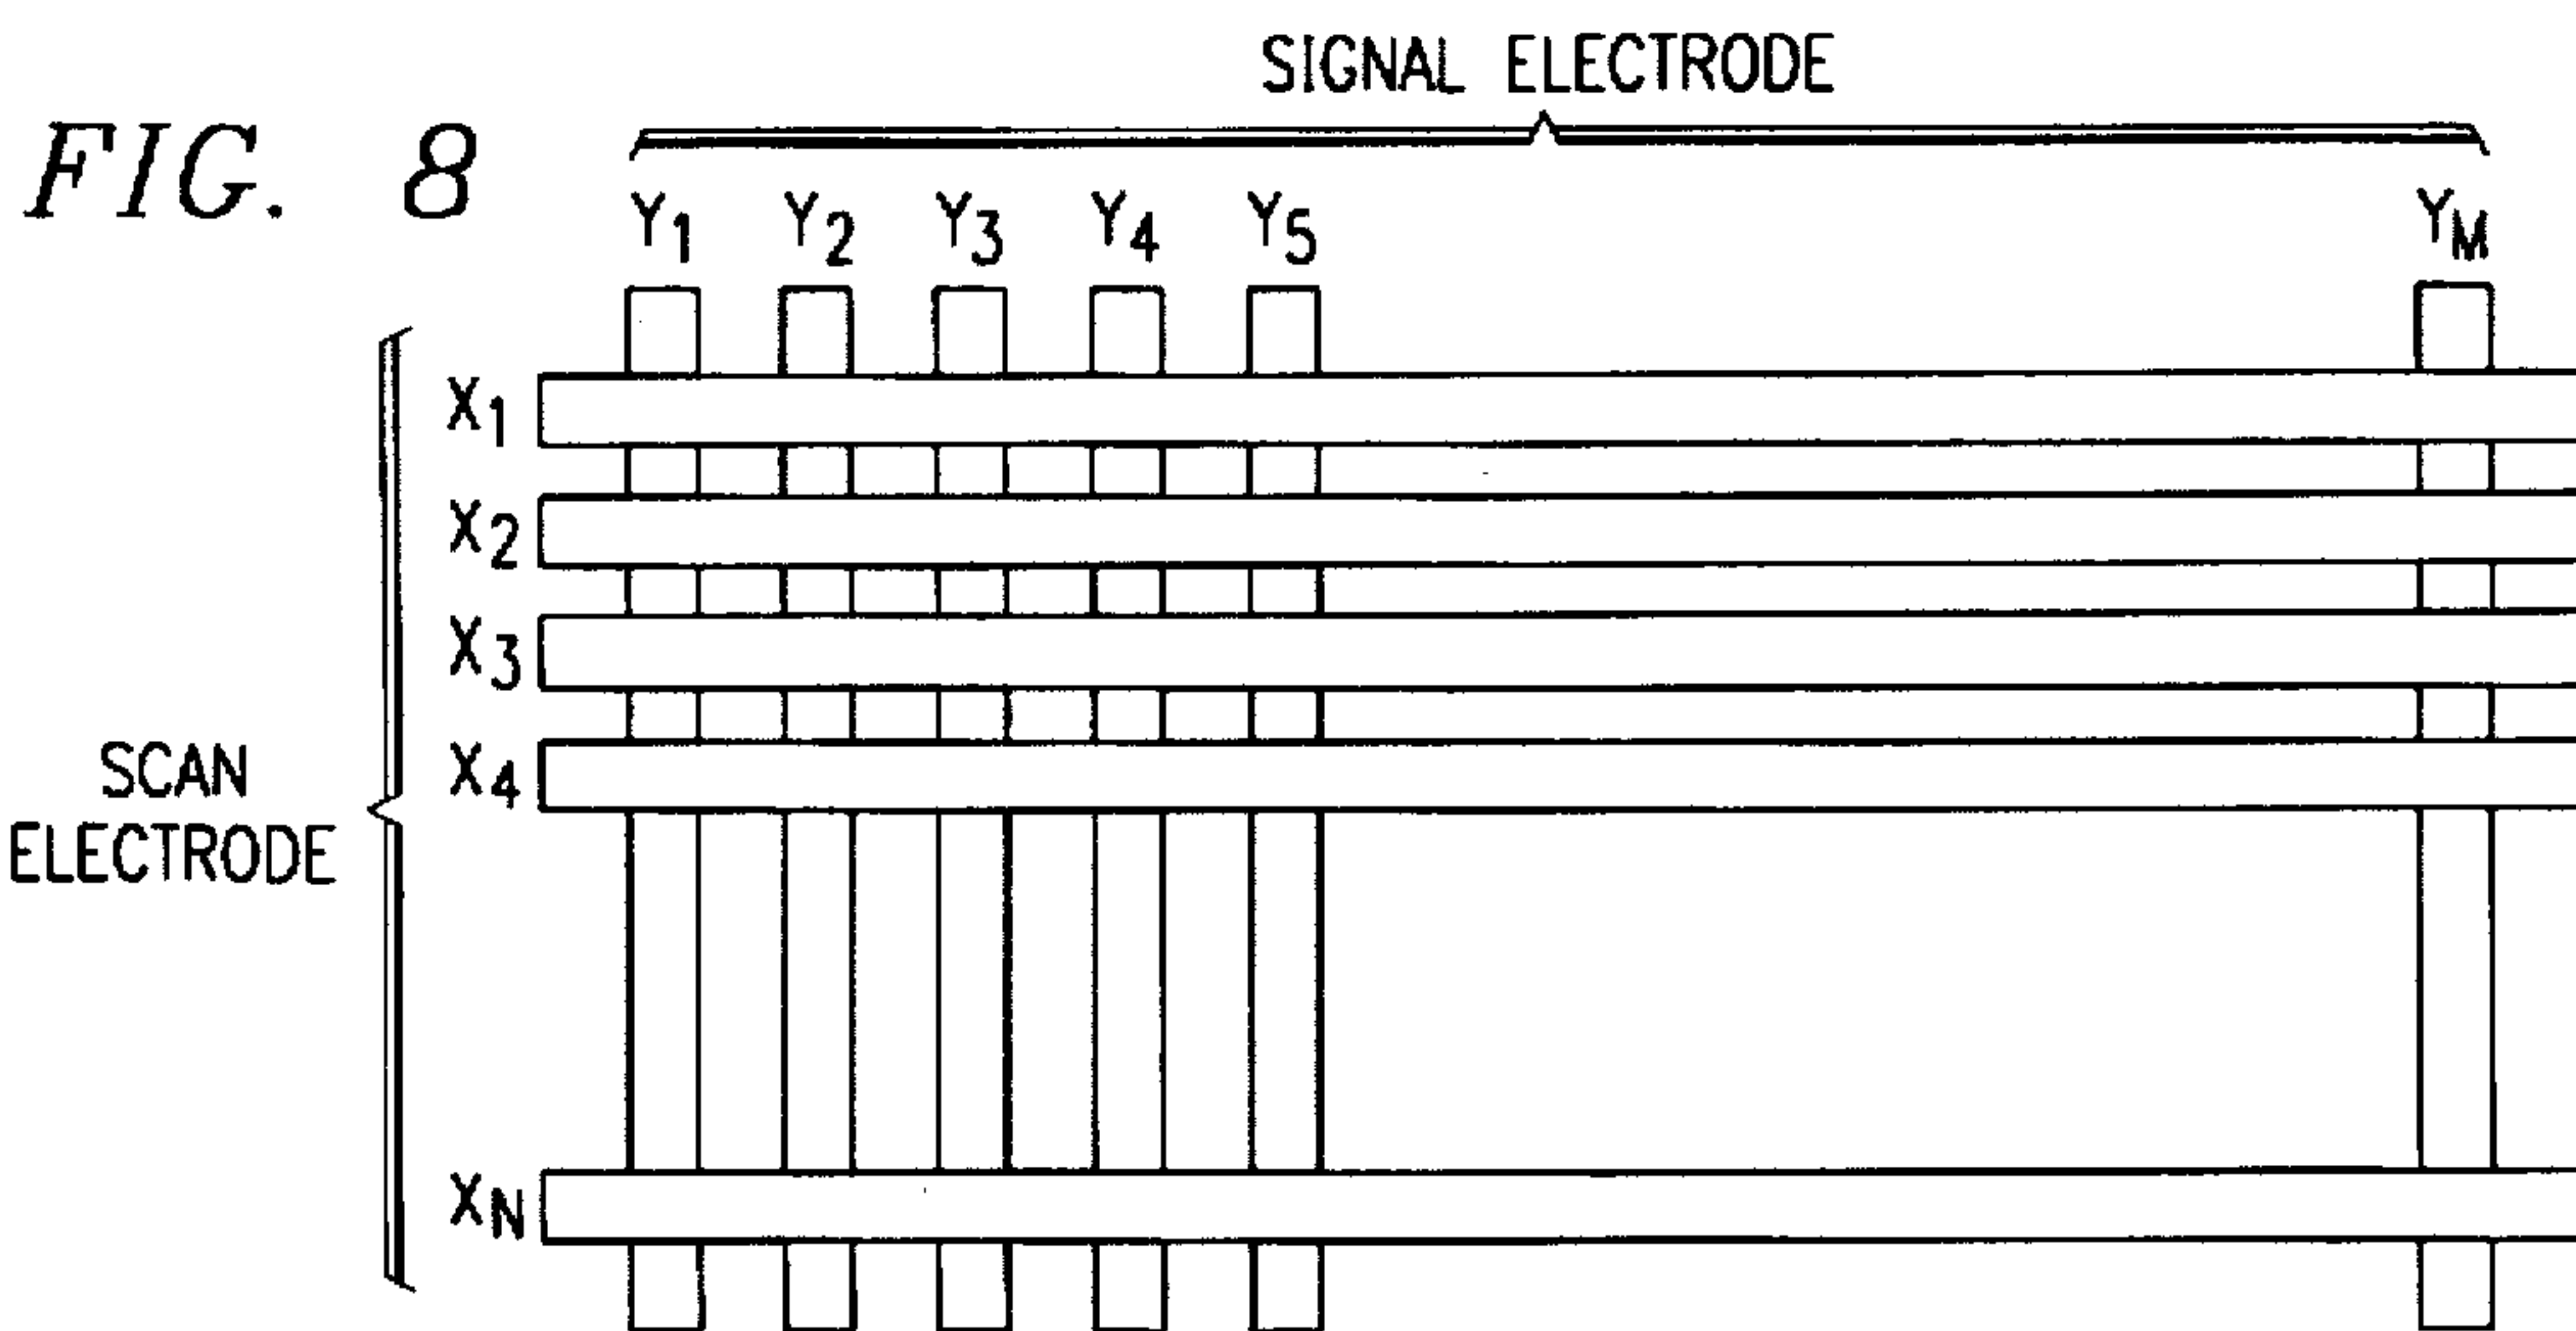 SIGNAL ELECTRODE
FIG. 8
Y1 Y2 Y3 Y4 Y5 YM
X1
X2
X3
X4
SCAN
ELECTRODE
XN